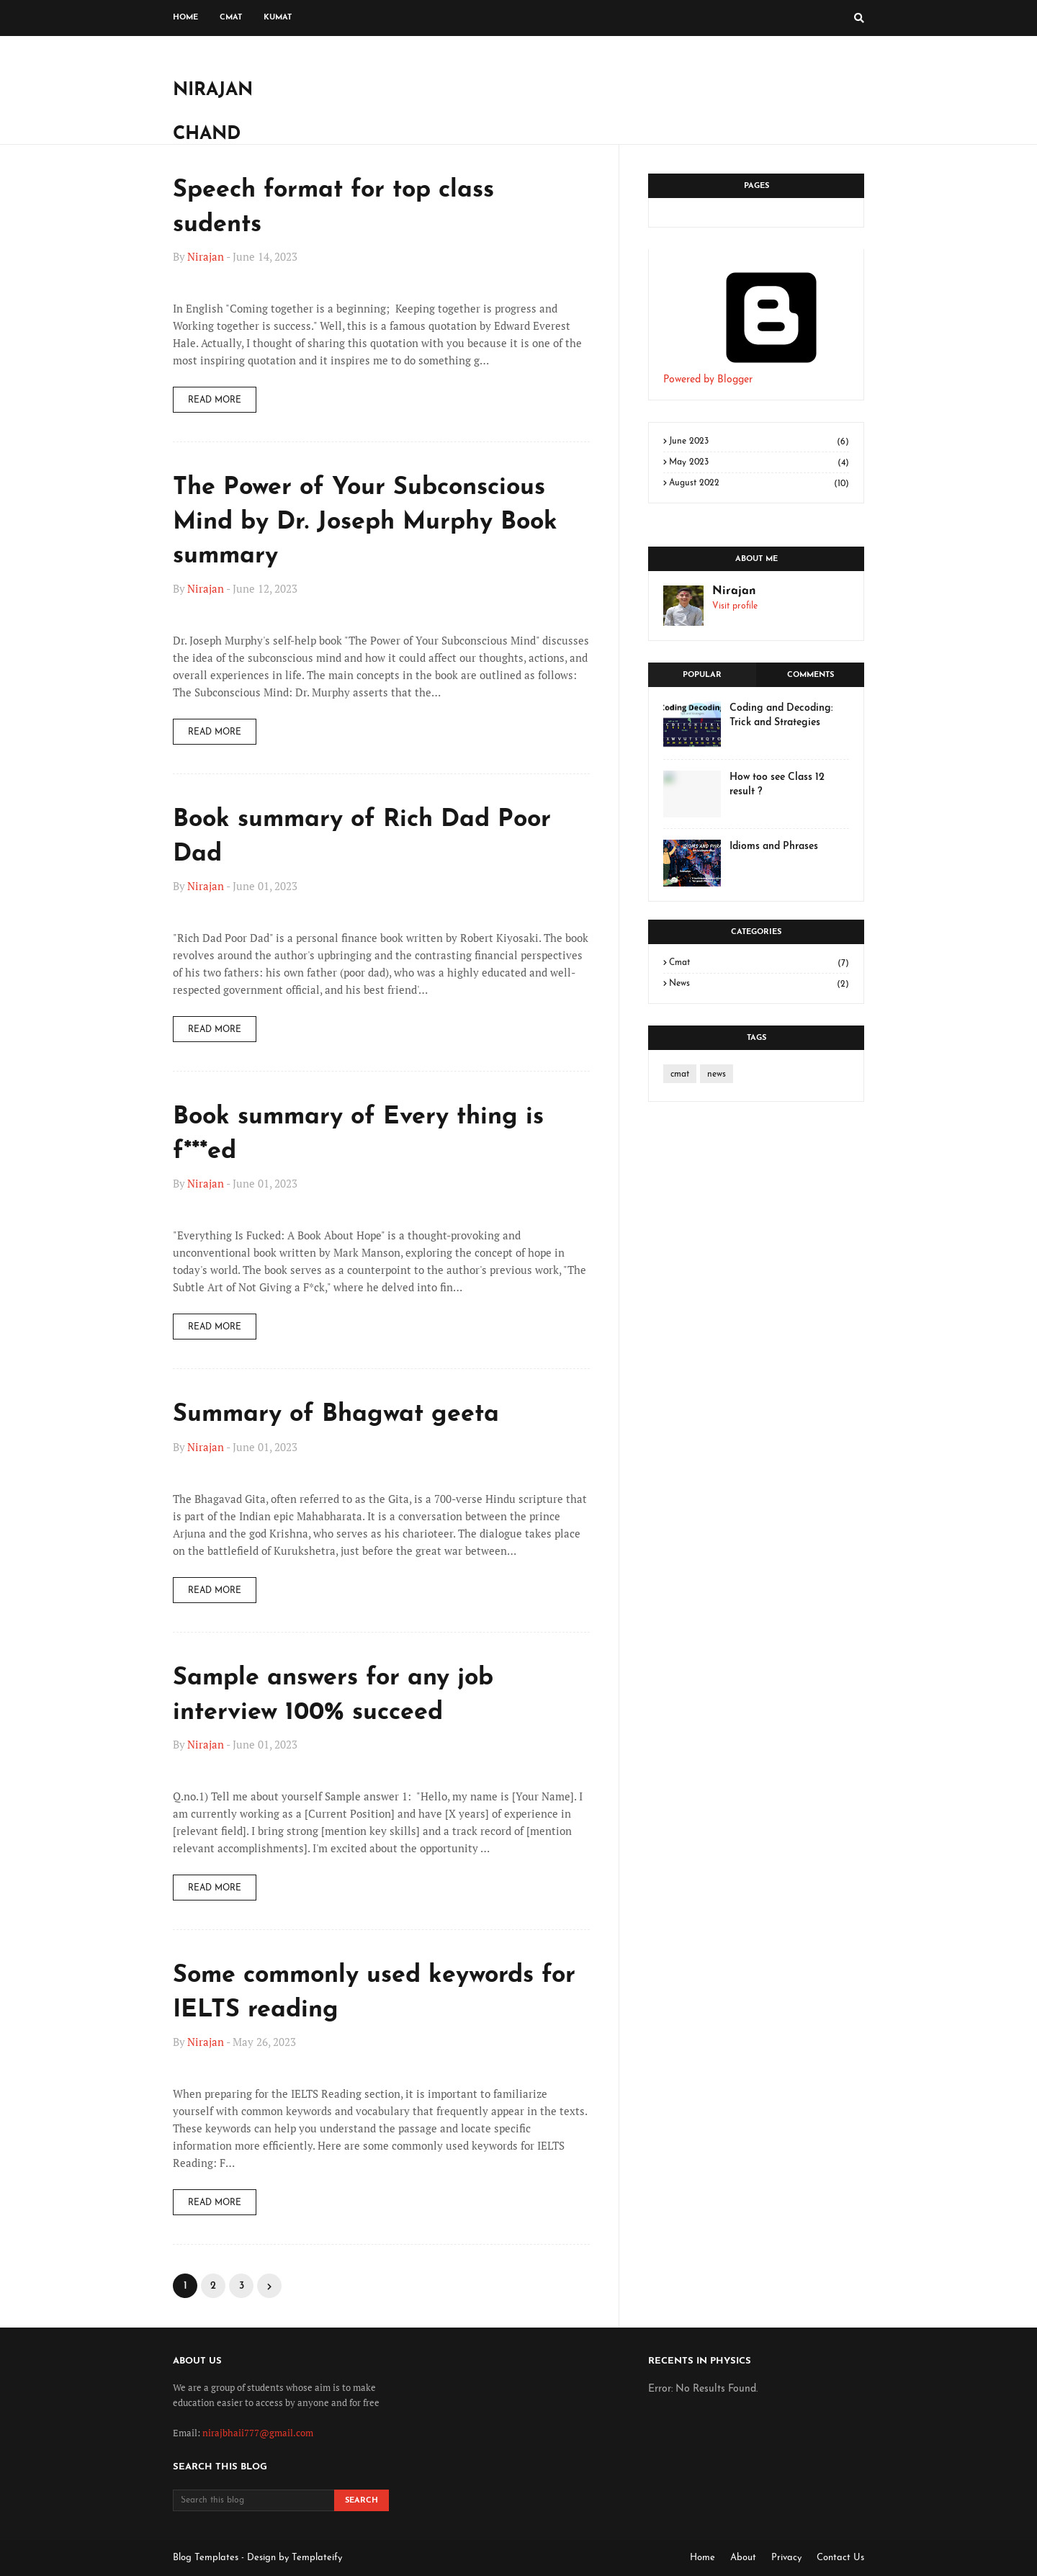 HOME CMAT KUMAT
NIRAJAN
CHAND
Speech format for top class
sudents
By Nirajan - June 14, 2023
In English "Coming together is a beginning;  Keeping together is progress and
Working together is success." Well, this is a famous quotation by Edward Everest
Hale. Actually, I thought of sharing this quotation with you because it is one of the
most inspiring quotation and it inspires me to do something g…
READ MORE
The Power of Your Subconscious
Mind by Dr. Joseph Murphy Book
summary
By Nirajan - June 12, 2023
Dr. Joseph Murphy's self-help book "The Power of Your Subconscious Mind" discusses
the idea of the subconscious mind and how it could affect our thoughts, actions, and
overall experiences in life. The main concepts in the book are outlined as follows:
The Subconscious Mind: Dr. Murphy asserts that the…
READ MORE
Book summary of Rich Dad Poor
Dad
By Nirajan - June 01, 2023
"Rich Dad Poor Dad" is a personal finance book written by Robert Kiyosaki. The book
revolves around the author's upbringing and the contrasting financial perspectives
of his two fathers: his own father (poor dad), who was a highly educated and well-
respected government official, and his best friend'…
READ MORE
Book summary of Every thing is
f***ed
By Nirajan - June 01, 2023
"Everything Is Fucked: A Book About Hope" is a thought-provoking and
unconventional book written by Mark Manson, exploring the concept of hope in
today's world. The book serves as a counterpoint to the author's previous work, "The
Subtle Art of Not Giving a F*ck," where he delved into fin…
READ MORE
Summary of Bhagwat geeta
By Nirajan - June 01, 2023
The Bhagavad Gita, often referred to as the Gita, is a 700-verse Hindu scripture that
is part of the Indian epic Mahabharata. It is a conversation between the prince
Arjuna and the god Krishna, who serves as his charioteer. The dialogue takes place
on the battlefield of Kurukshetra, just before the great war between…
READ MORE
Sample answers for any job
interview 100% succeed
By Nirajan - June 01, 2023
Q.no.1) Tell me about yourself Sample answer 1:  "Hello, my name is [Your Name]. I
am currently working as a [Current Position] and have [X years] of experience in
[relevant field]. I bring strong [mention key skills] and a track record of [mention
relevant accomplishments]. I'm excited about the opportunity …
READ MORE
Some commonly used keywords for
IELTS reading
By Nirajan - May 26, 2023
When preparing for the IELTS Reading section, it is important to familiarize
yourself with common keywords and vocabulary that frequently appear in the texts.
These keywords can help you understand the passage and locate specific
information more efficiently. Here are some commonly used keywords for IELTS
Reading: F…
READ MORE
1 2 3
PAGES
Powered by Blogger
June 2023 (6)
May 2023 (4)
August 2022 (10)
ABOUT ME
Nirajan
Visit profile
POPULAR COMMENTS
Coding Decoding
Coding and Decoding:
Trick and Strategies
How too see Class 12
result ?
Idioms and Phrases
CATEGORIES
Cmat (7)
News (2)
TAGS
cmat news
ABOUT US
We are a group of students whose aim is to make
education easier to access by anyone and for free
Email: nirajbhaii777@gmail.com
SEARCH THIS BLOG
Search this blog SEARCH
RECENTS IN PHYSICS
Error: No Results Found.
Blog Templates - Design by Templateify
Home About Privacy Contact Us